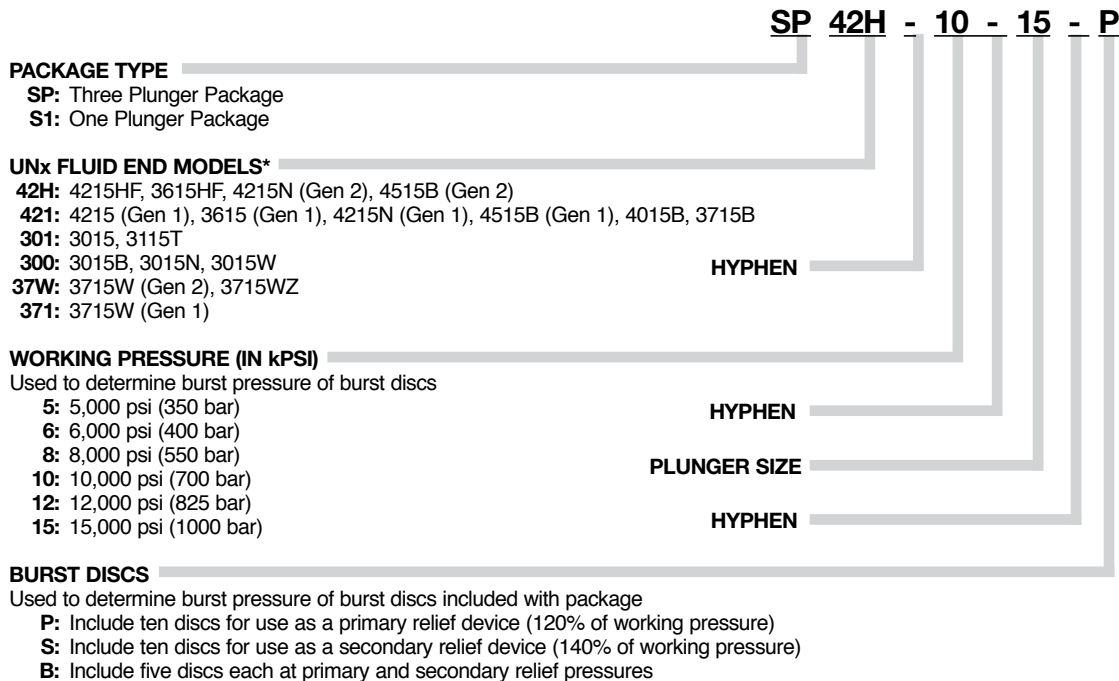 SP 42H - 10 - 15 - P
PACKAGE TYPE
SP: Three Plunger Package
S1: One Plunger Package
UNx FLUID END MODELS*
42H: 4215HF, 3615HF, 4215N (Gen 2), 4515B (Gen 2)
421: 4215 (Gen 1), 3615 (Gen 1), 4215N (Gen 1), 4515B (Gen 1), 4015B, 3715B
301: 3015, 3115T
300: 3015B, 3015N, 3015W
HYPHEN
37W: 3715W (Gen 2), 3715WZ
371: 3715W (Gen 1)
WORKING PRESSURE (IN kPSI)
Used to determine burst pressure of burst discs
5: 5,000 psi (350 bar)
HYPHEN
6: 6,000 psi (400 bar)
8: 8,000 psi (550 bar)
PLUNGER SIZE
10: 10,000 psi (700 bar)
12: 12,000 psi (825 bar)
HYPHEN
15: 15,000 psi (1000 bar)
BURST DISCS
Used to determine burst pressure of burst discs included with package
P: Include ten discs for use as a primary relief device (120% of working pressure)
S: Include ten discs for use as a secondary relief device (140% of working pressure)
B: Include five discs each at primary and secondary relief pressures